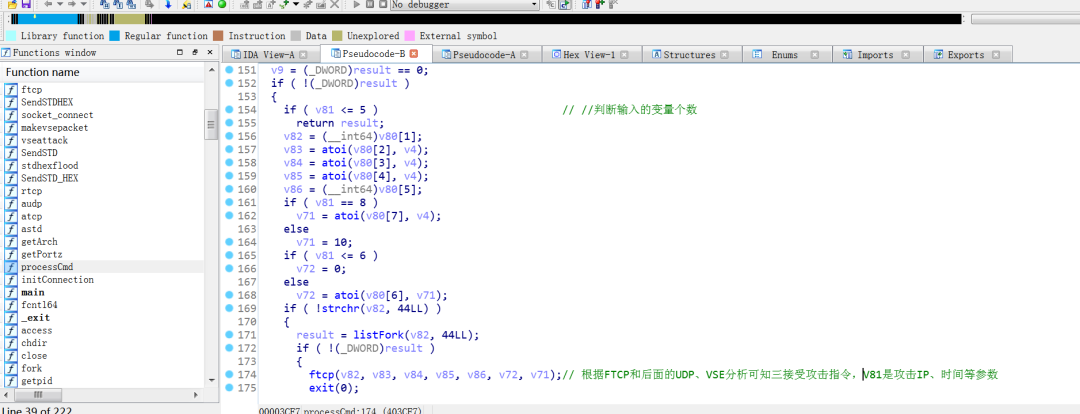 No debugger
Library function Regular function Instruction Data Unexplored External symbol
Functions window
IDA View-A Pseudocode-B Pseudocode-A Hex View-1 Structures Enums Imports Exports
Function name
ftcp
SendSTDHEX
socket_connect
makevsepacket
vseattack
SendSTD
stdhexflood
SendSTD_HEX
rtcp
audp
atcp
astd
getArch
getPortz
processCmd
initConnection
main
fcntl64
_exit
access
chdir
close
fork
getpid
Line 39 of 222
151 v9 = (_DWORD)result == 0;
152 if ( !(_DWORD)result )
153 {
154 if ( v81 <= 5 ) // //判断输入的变量个数
155 return result;
156 v82 = (__int64)v80[1];
157 v83 = atoi(v80[2], v4);
158 v84 = atoi(v80[3], v4);
159 v85 = atoi(v80[4], v4);
160 v86 = (__int64)v80[5];
161 if ( v81 == 8 )
162 v71 = atoi(v80[7], v4);
163 else
164 v71 = 10;
165 if ( v81 <= 6 )
166 v72 = 0;
167 else
168 v72 = atoi(v80[6], v71);
169 if ( !strchr(v82, 44LL) )
170 {
171 result = listFork(v82, 44LL);
172 if ( !(_DWORD)result )
173 {
174 ftcp(v82, v83, v84, v85, v86, v72, v71);// 根据FTCP和后面的UDP、VSE分析可知三接受攻击指令，V81是攻击IP、时间等参数
175 exit(0);
00003CF7 processCmd:174 (403CF7)